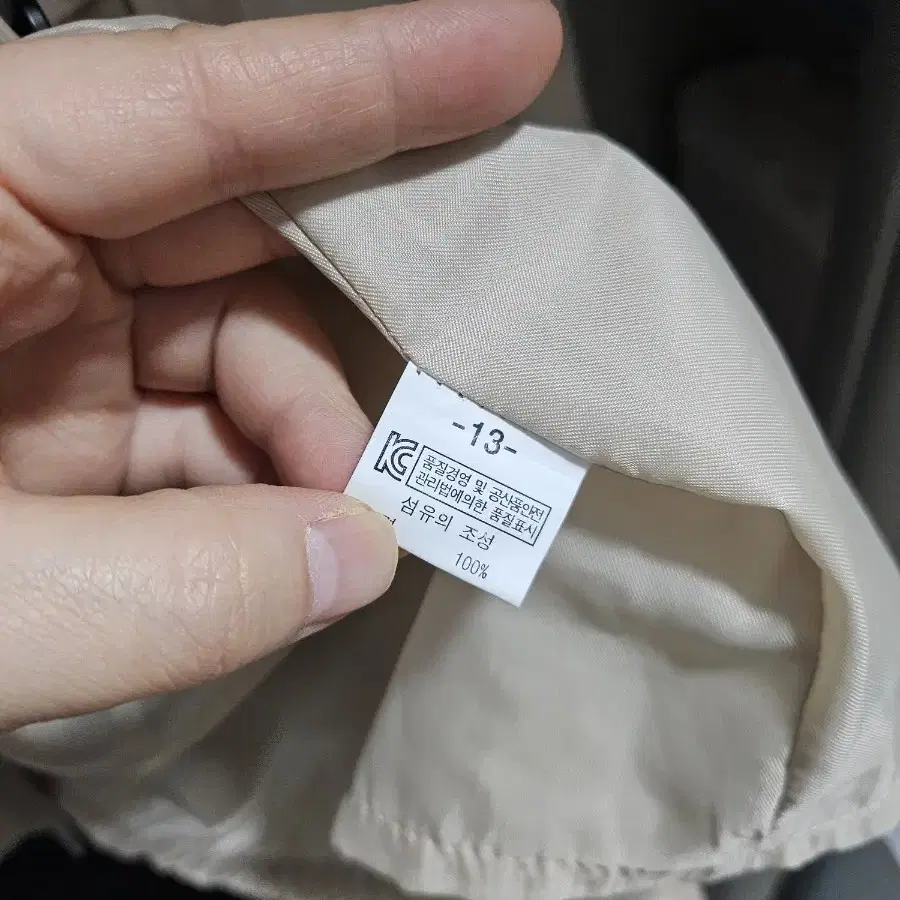 -13-
KC
품질경영 및 공산품안전
관리법에의한 품질표시
섬유의 조성
100%